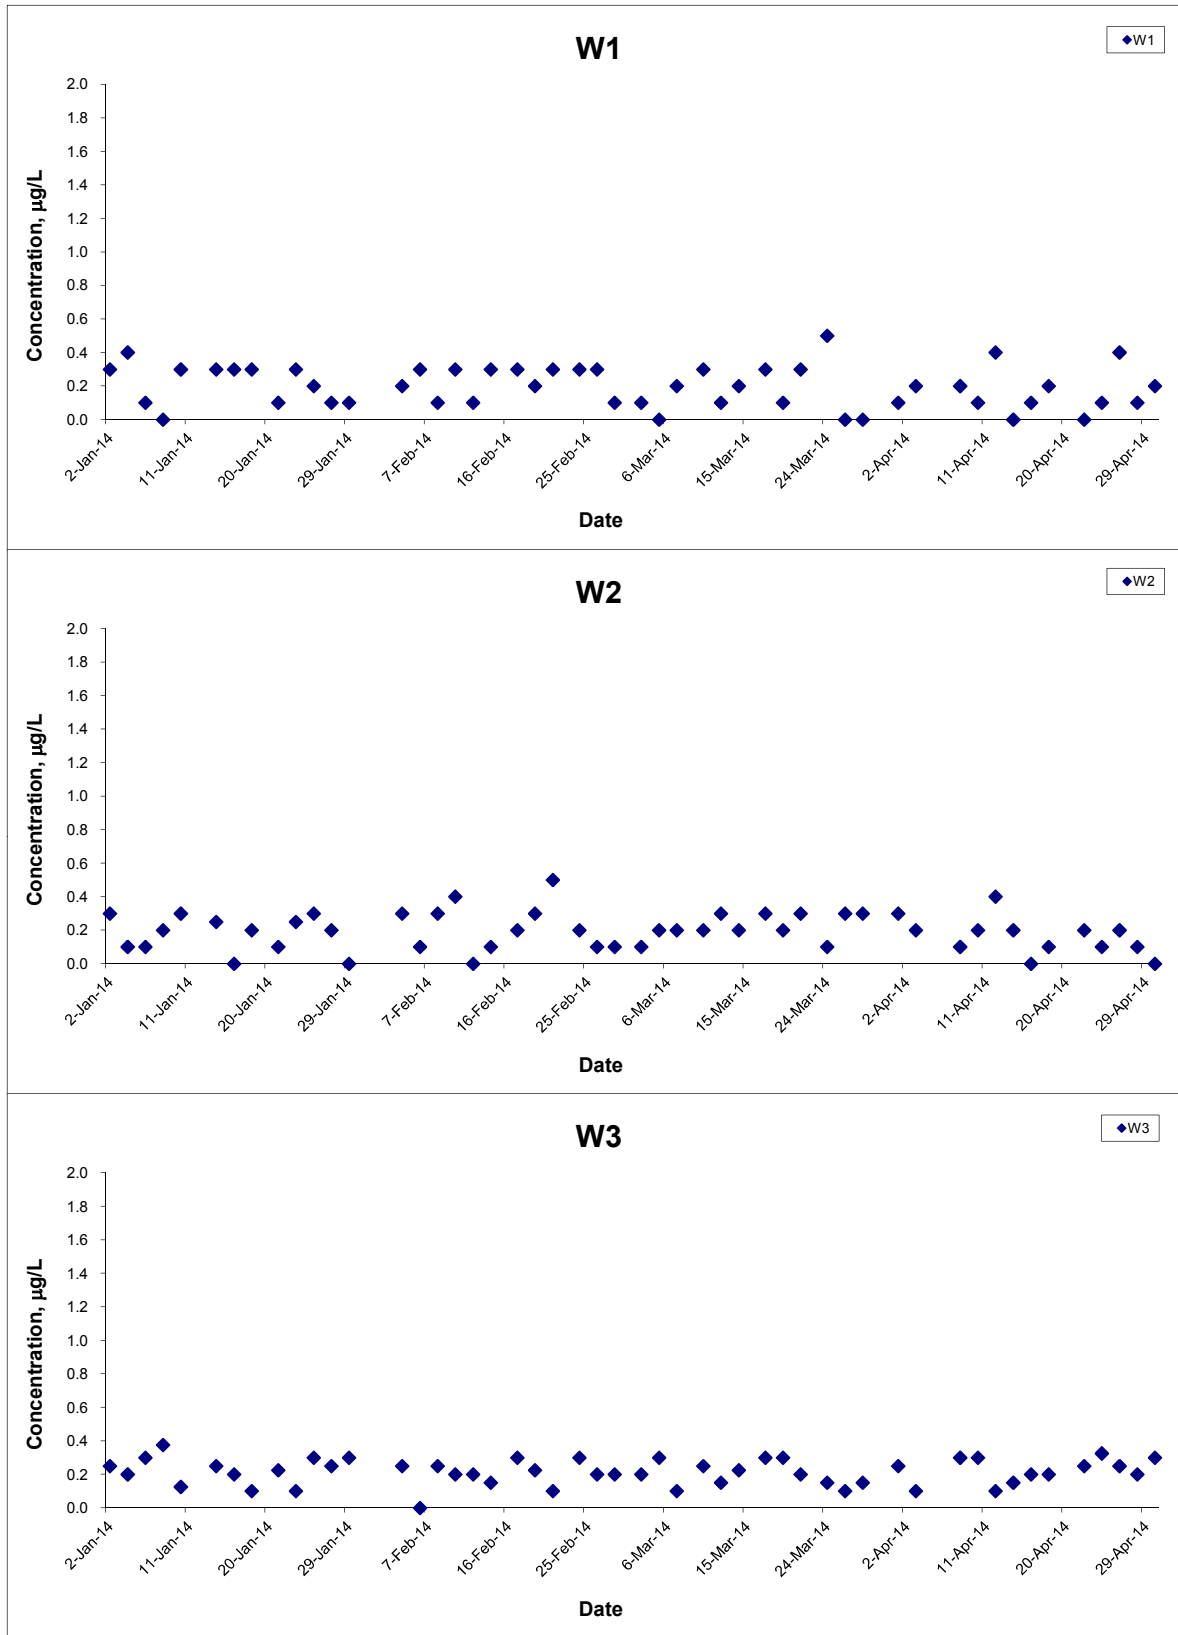 W1
W1
2.0
1.8
1.6
1.4
1.2
1.0
0.8
0.6
0.4
0.2
0.0
Concentration, µg/L
2-Jan-14
11-Jan-14
20-Jan-14
29-Jan-14
7-Feb-14
16-Feb-14
25-Feb-14
6-Mar-14
15-Mar-14
24-Mar-14
2-Apr-14
11-Apr-14
20-Apr-14
29-Apr-14
Date
W2
W2
2.0
1.8
1.6
1.4
1.2
1.0
0.8
0.6
0.4
0.2
0.0
Concentration, µg/L
2-Jan-14
11-Jan-14
20-Jan-14
29-Jan-14
7-Feb-14
16-Feb-14
25-Feb-14
6-Mar-14
15-Mar-14
24-Mar-14
2-Apr-14
11-Apr-14
20-Apr-14
29-Apr-14
Date
W3
W3
2.0
1.8
1.6
1.4
1.2
1.0
0.8
0.6
0.4
0.2
0.0
Concentration, µg/L
2-Jan-14
11-Jan-14
20-Jan-14
29-Jan-14
7-Feb-14
16-Feb-14
25-Feb-14
6-Mar-14
15-Mar-14
24-Mar-14
2-Apr-14
11-Apr-14
20-Apr-14
29-Apr-14
Date